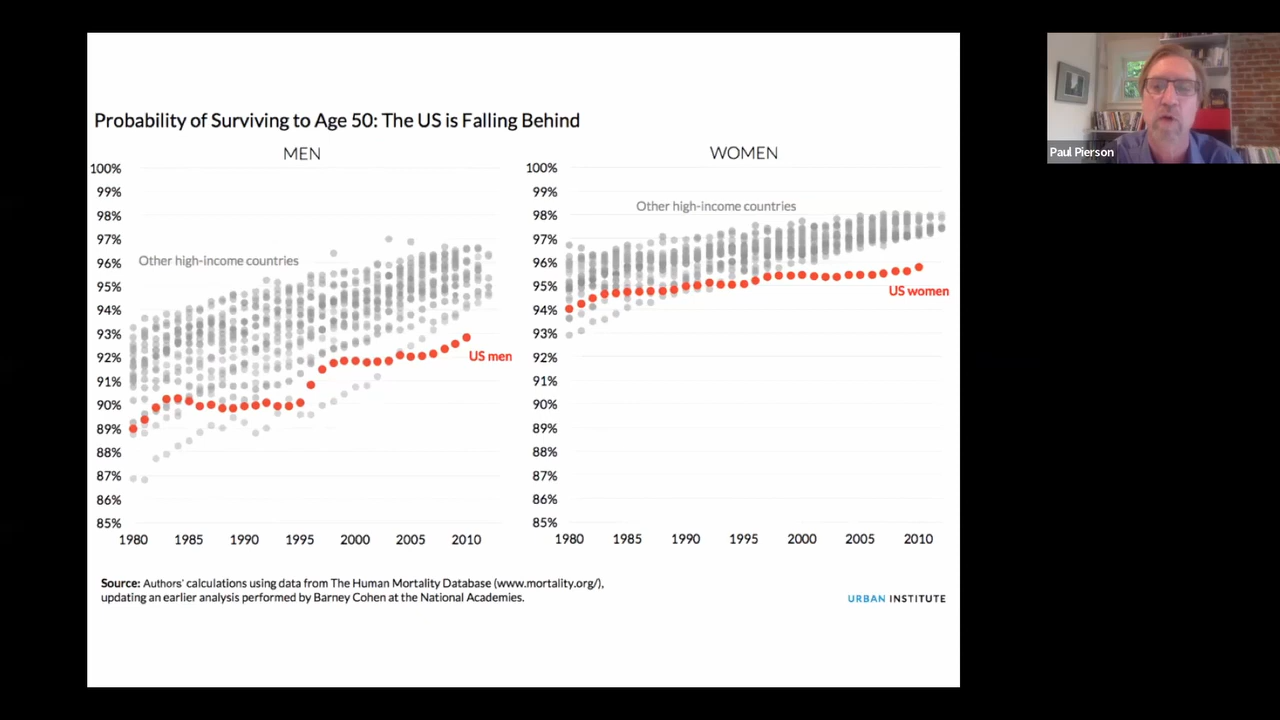 Probability of Surviving to Age 50: The US is Falling Behind
MEN
100%
99%
98%
97%
96%
95%
94%
93%
92%
91%
90%
89%
88%
87%
86%
85%
Other high-income countries
US men
1980 1985 1990 1995 2000 2005 2010
WOMEN
100%
99%
98%
97%
96%
95%
94%
93%
92%
91%
90%
89%
88%
87%
86%
85%
Other high-income countries
US women
1980 1985 1990 1995 2000 2005 2010
Source: Authors' calculations using data from The Human Mortality Database (www.mortality.org/),
updating an earlier analysis performed by Barney Cohen at the National Academies.
URBAN INSTITUTE
Paul Pierson